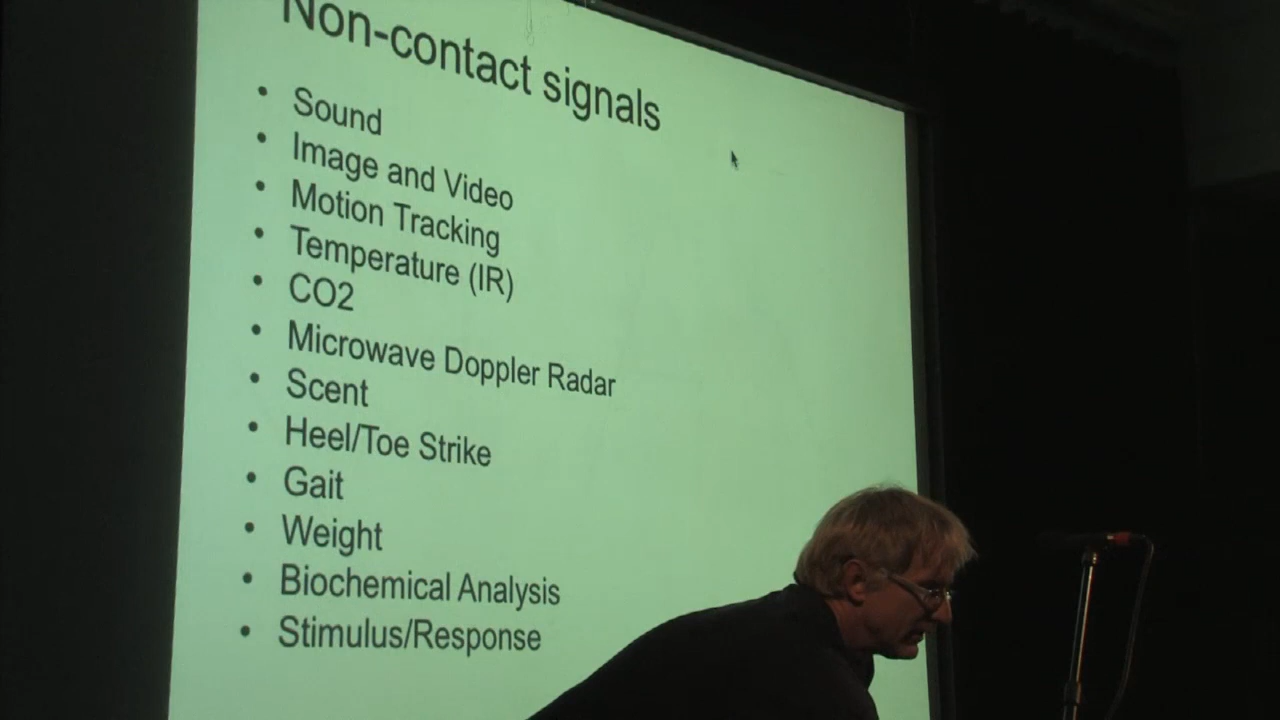 Non-contact signals
• Sound
• Image and Video
• Motion Tracking
• Temperature (IR)
• CO2
• Microwave Doppler Radar
• Scent
• Heel/Toe Strike
• Gait
• Weight
• Biochemical Analysis
• Stimulus/Response